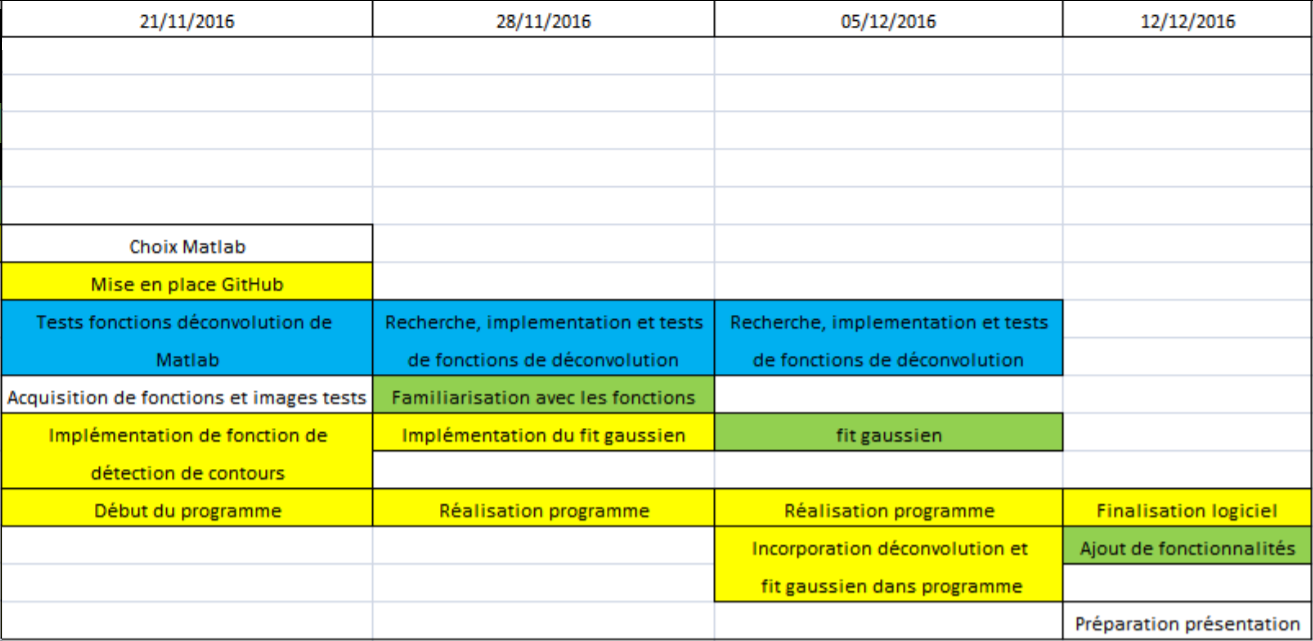 21/11/2016 28/11/2016 05/12/2016 12/12/2016
Choix Matlab
Mise en place GitHub
Tests fonctions déconvolution de Recherche, implementation et tests Recherche, implementation et tests
Matlab de fonctions de déconvolution de fonctions de déconvolution
Acquisition de fonctions et images tests Familiarisation avec les fonctions
Implémentation de fonction de Implémentation du fit gaussien fit gaussien
détection de contours
Début du programme Réalisation programme Réalisation programme Finalisation logiciel
Incorporation déconvolution et Ajout de fonctionnalités
fit gaussien dans programme
Préparation présentation